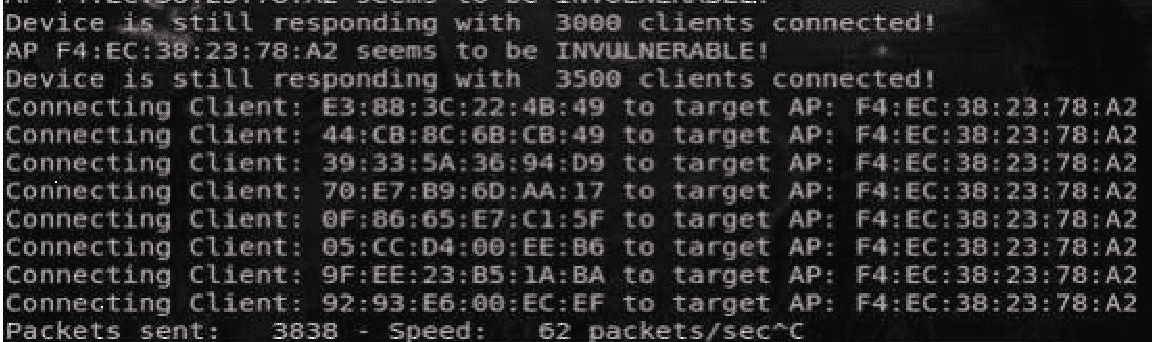 Device is still responding with  3000 clients connected!
AP F4:EC:38:23:78:A2 seems to be INVULNERABLE!
Device is still responding with  3500 clients connected!
Connecting Client: E3:88:3C:22:4B:49 to target AP: F4:EC:38:23:78:A2
Connecting Client: 44:CB:8C:6B:CB:49 to target AP: F4:EC:38:23:78:A2
Connecting Client: 39:33:5A:36:94:D9 to target AP: F4:EC:38:23:78:A2
Connecting Client: 70:E7:B9:6D:AA:17 to target AP: F4:EC:38:23:78:A2
Connecting Client: 0F:86:65:E7:C1:5F to target AP: F4:EC:38:23:78:A2
Connecting Client: 05:CC:D4:00:EE:B6 to target AP: F4:EC:38:23:78:A2
Connecting Client: 9F:EE:23:B5:1A:BA to target AP: F4:EC:38:23:78:A2
Connecting Client: 92:93:E6:00:EC:EF to target AP: F4:EC:38:23:78:A2
Packets sent:   3838 - Speed:   62 packets/sec^C